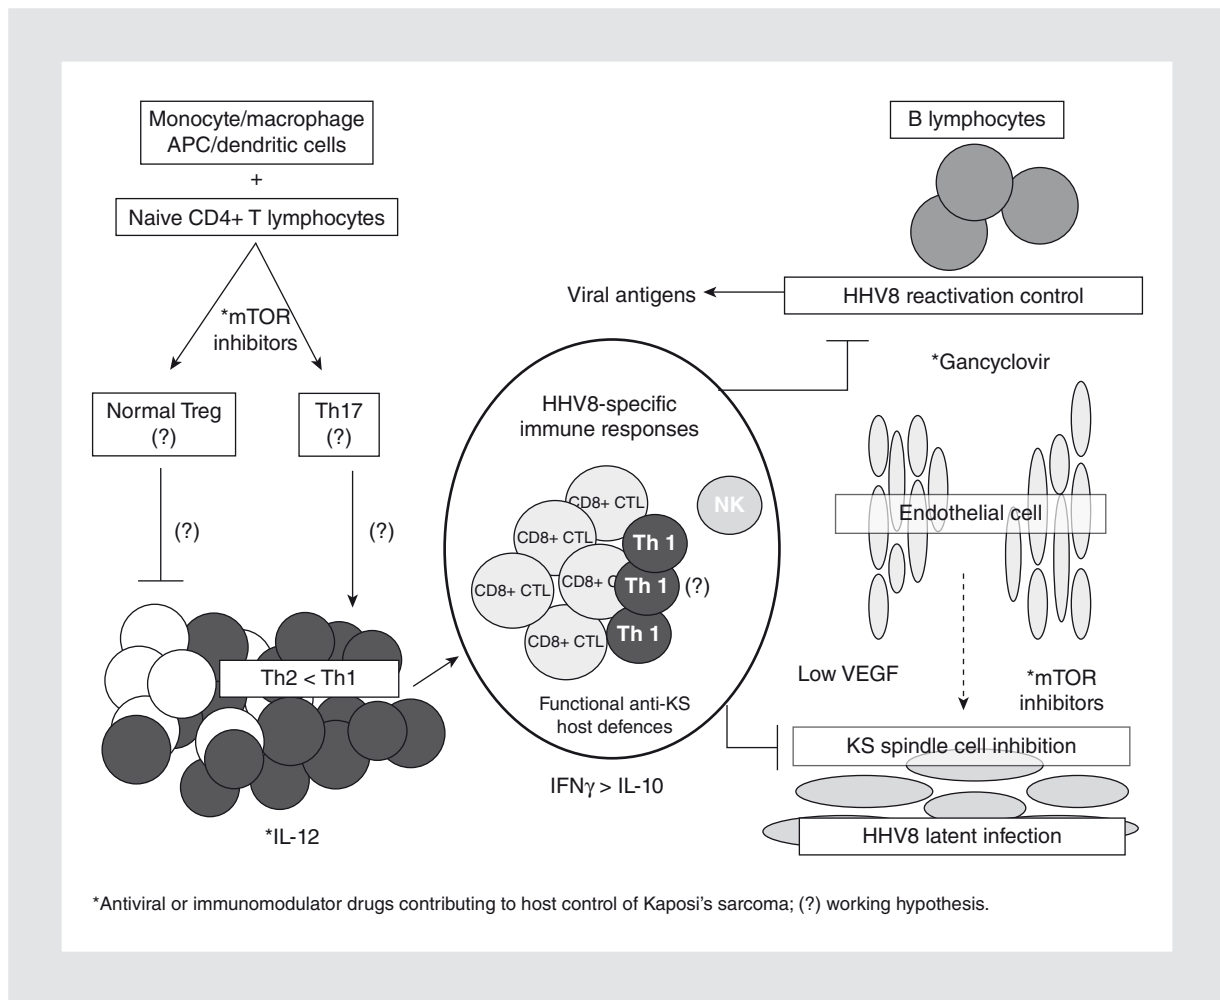 Monocyte/macrophage
APC/dendritic cells
+
Naive CD4+ T lymphocytes
*mTOR
inhibitors
Normal Treg
(?)
Th17
(?)
(?)
(?)
Th2 < Th1
*IL-12
HHV8-specific
immune responses
CD8+ CTL
CD8+ CTL
CD8+ CTL
CD8+ C
CD8+ CTL
NK
Th 1
Th 1
(?)
Th 1
Functional anti-KS
host defences
IFNγ > IL-10
B lymphocytes
Viral antigens
HHV8 reactivation control
*Gancyclovir
Endothelial cell
Low VEGF
*mTOR
inhibitors
KS spindle cell inhibition
HHV8 latent infection
*Antiviral or immunomodulator drugs contributing to host control of Kaposi's sarcoma; (?) working hypothesis.